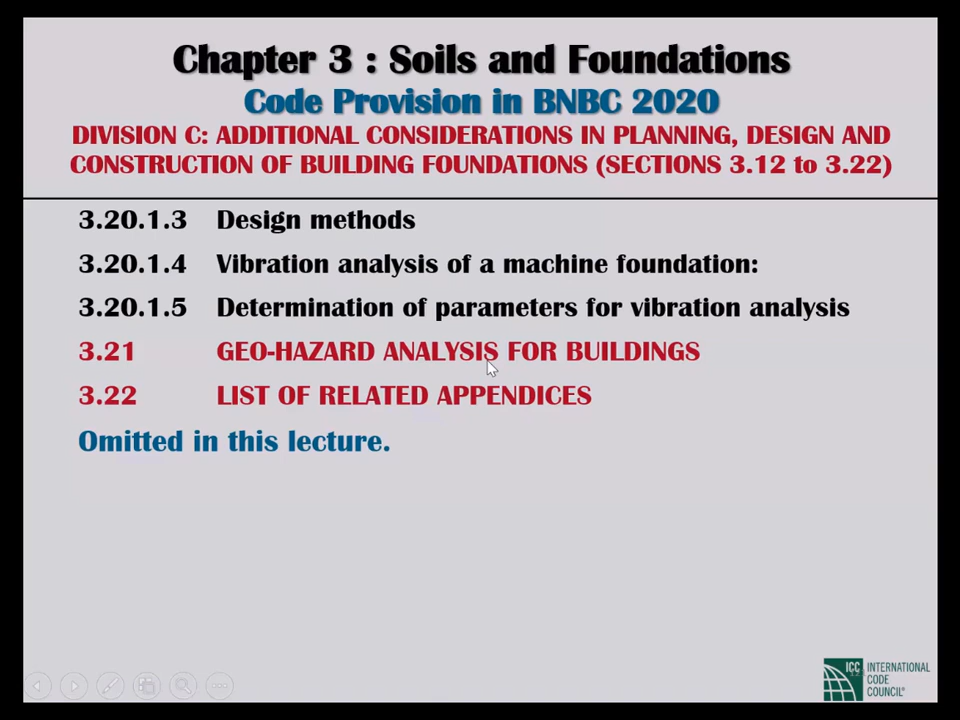 Chapter 3 : Soils and Foundations
Code Provision in BNBC 2020
DIVISION C: ADDITIONAL CONSIDERATIONS IN PLANNING, DESIGN AND
CONSTRUCTION OF BUILDING FOUNDATIONS (SECTIONS 3.12 to 3.22)
3.20.1.3 Design methods
3.20.1.4 Vibration analysis of a machine foundation:
3.20.1.5 Determination of parameters for vibration analysis
3.21 GEO-HAZARD ANALYSIS FOR BUILDINGS
3.22 LIST OF RELATED APPENDICES
Omitted in this lecture.
ICC INTERNATIONAL
CODE
COUNCIL®